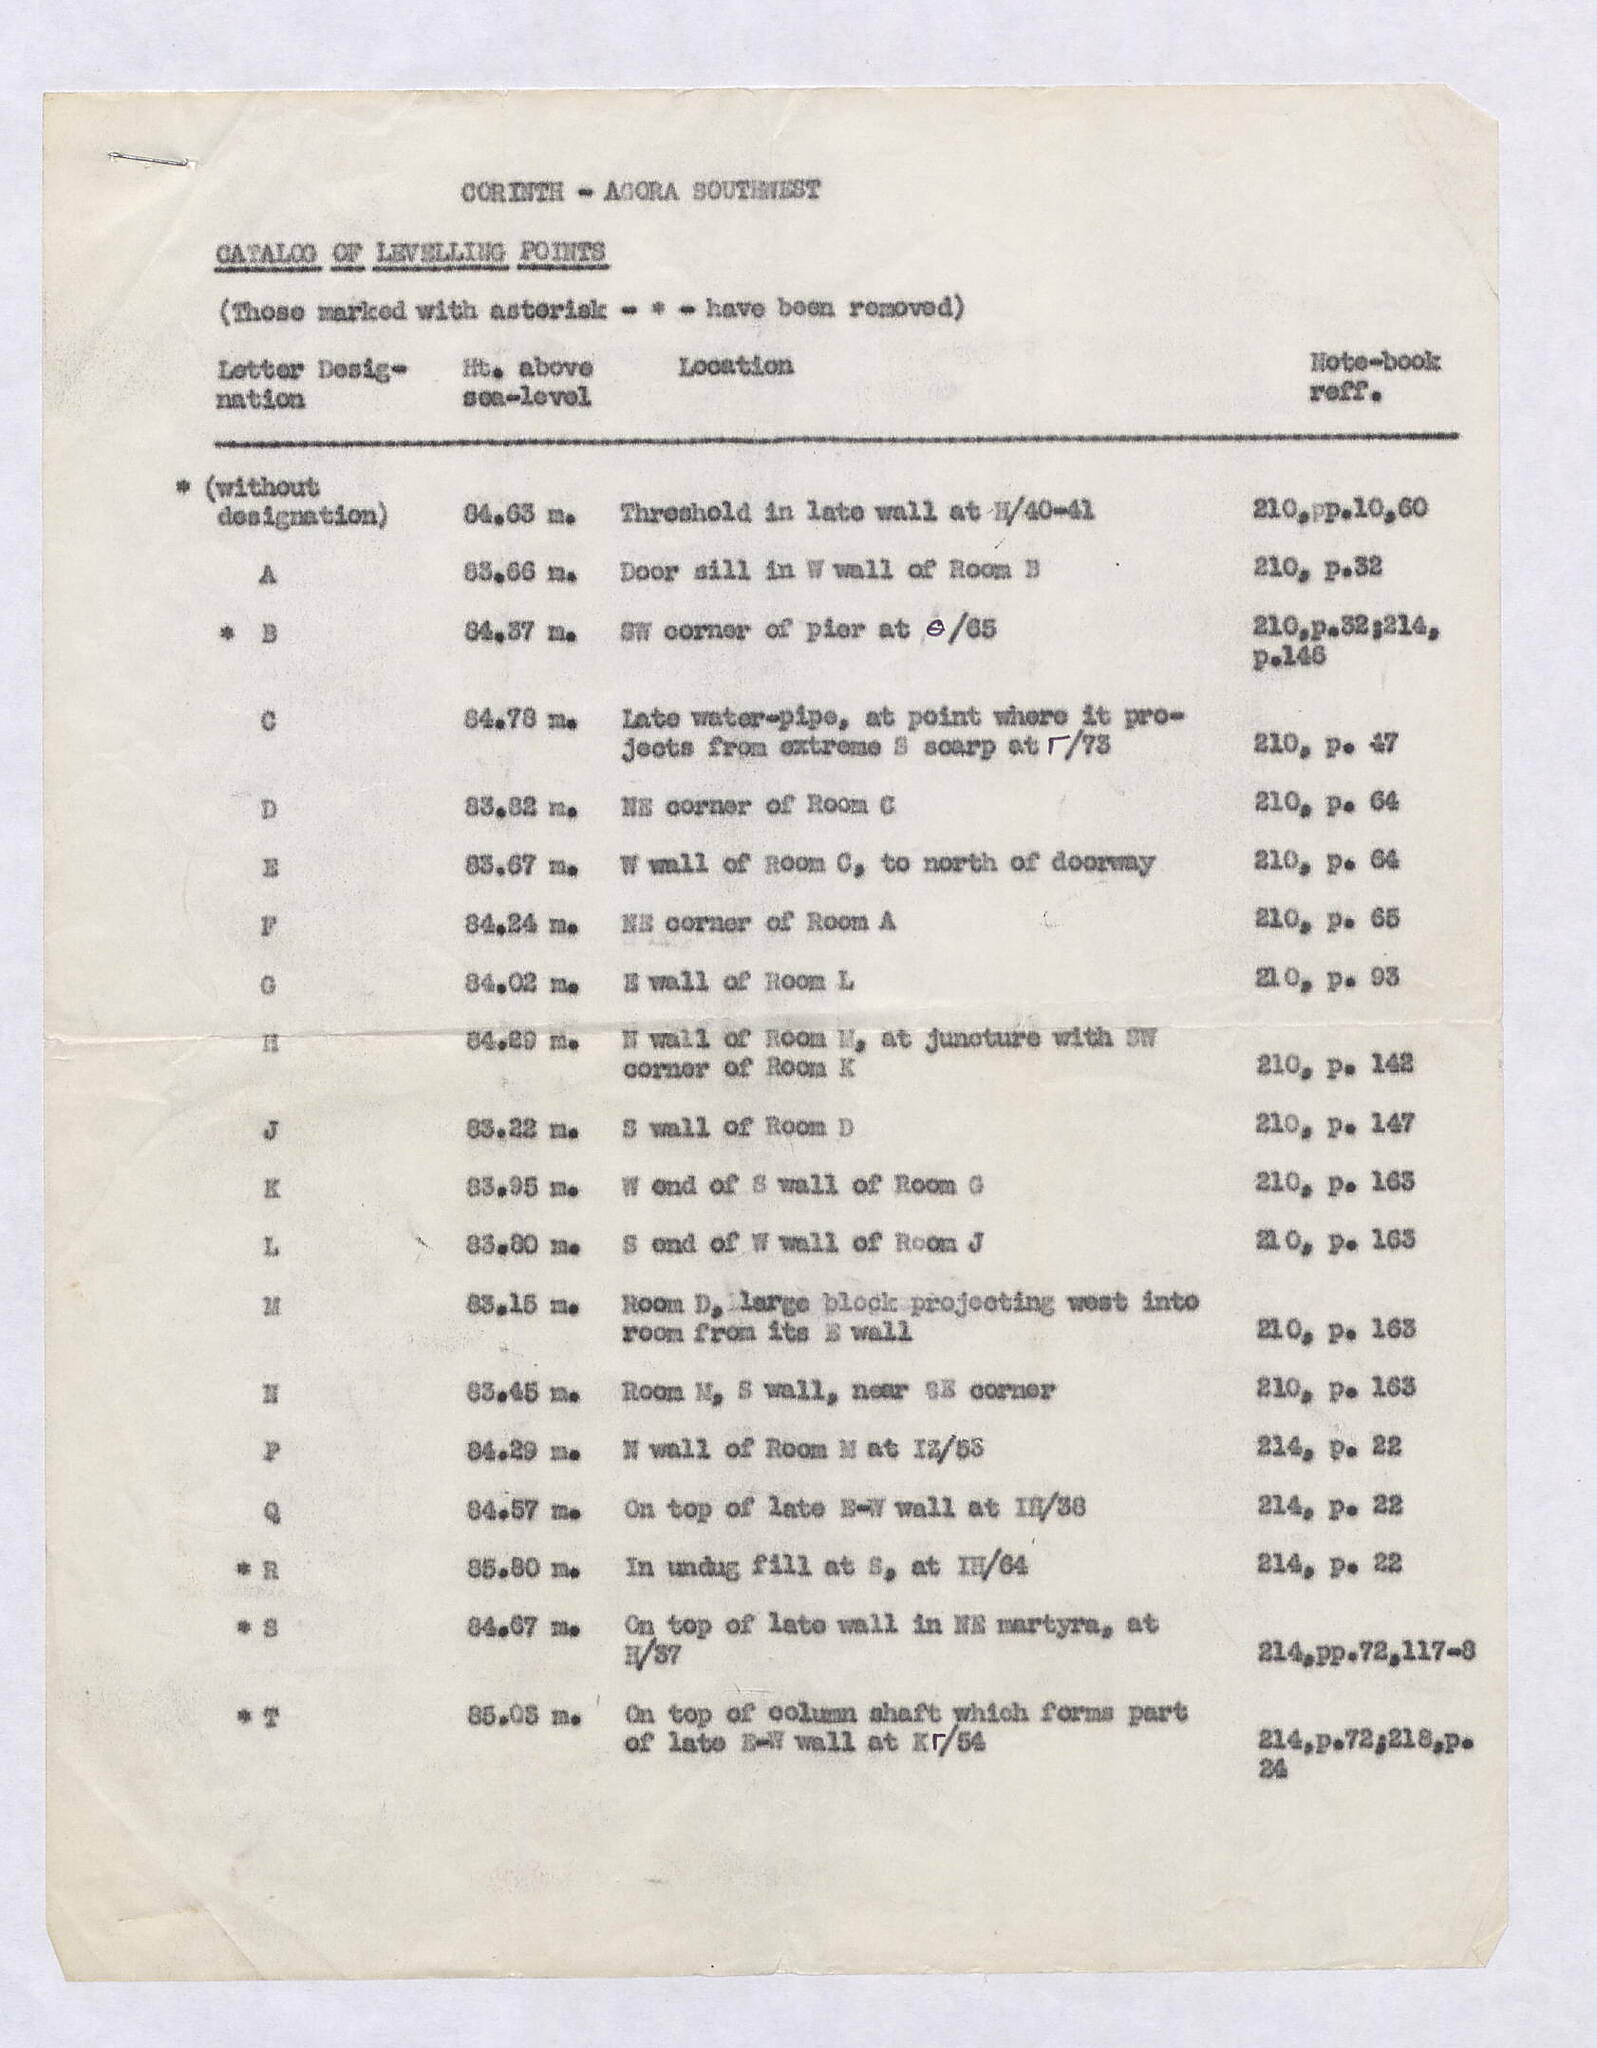 CORINTH - AGORA SOUTHWEST
CATALOG OF LEVELLING POINTS
(Those marked with asterisk - * - have been removed)
Letter Desig- Ht. above Location Note-book
nation sea-level reff.
* (without
designation) 84.63 m. Threshold in late wall at H/40-41 210,pp.10,60
A 83.66 m. Door sill in W wall of Room B 210, p.32
* B 84.37 m. SW corner of pier at Θ/65 210,p.32;214,
p.146
C 84.78 m. Late water-pipe, at point where it pro-
jects from extreme S scarp at Γ/73 210, p. 47
D 83.82 m. NE corner of Room C 210, p. 64
E 83.67 m. W wall of Room C, to north of doorway 210, p. 64
F 84.24 m. NE corner of Room A 210, p. 65
G 84.02 m. E wall of Room L 210, p. 93
H 84.29 m. N wall of Room M, at juncture with SW
corner of Room K 210, p. 142
J 83.22 m. S wall of Room D 210, p. 147
K 83.95 m. W end of S wall of Room G 210, p. 163
L 83.80 m. S end of W wall of Room J 210, p. 163
M 83.15 m. Room D, large block projecting west into
room from its E wall 210, p. 163
N 83.45 m. Room M, S wall, near SE corner 210, p. 163
P 84.29 m. N wall of Room M at IZ/53 214, p. 22
Q 84.57 m. On top of late E-W wall at IH/38 214, p. 22
* R 85.80 m. In undug fill at S, at IH/64 214, p. 22
* S 84.67 m. On top of late wall in NE martyra, at
H/37 214,pp.72,117-8
* T 85.03 m. On top of column shaft which forms part
of late E-W wall at KΓ/54 214,p.72;218,p.
24